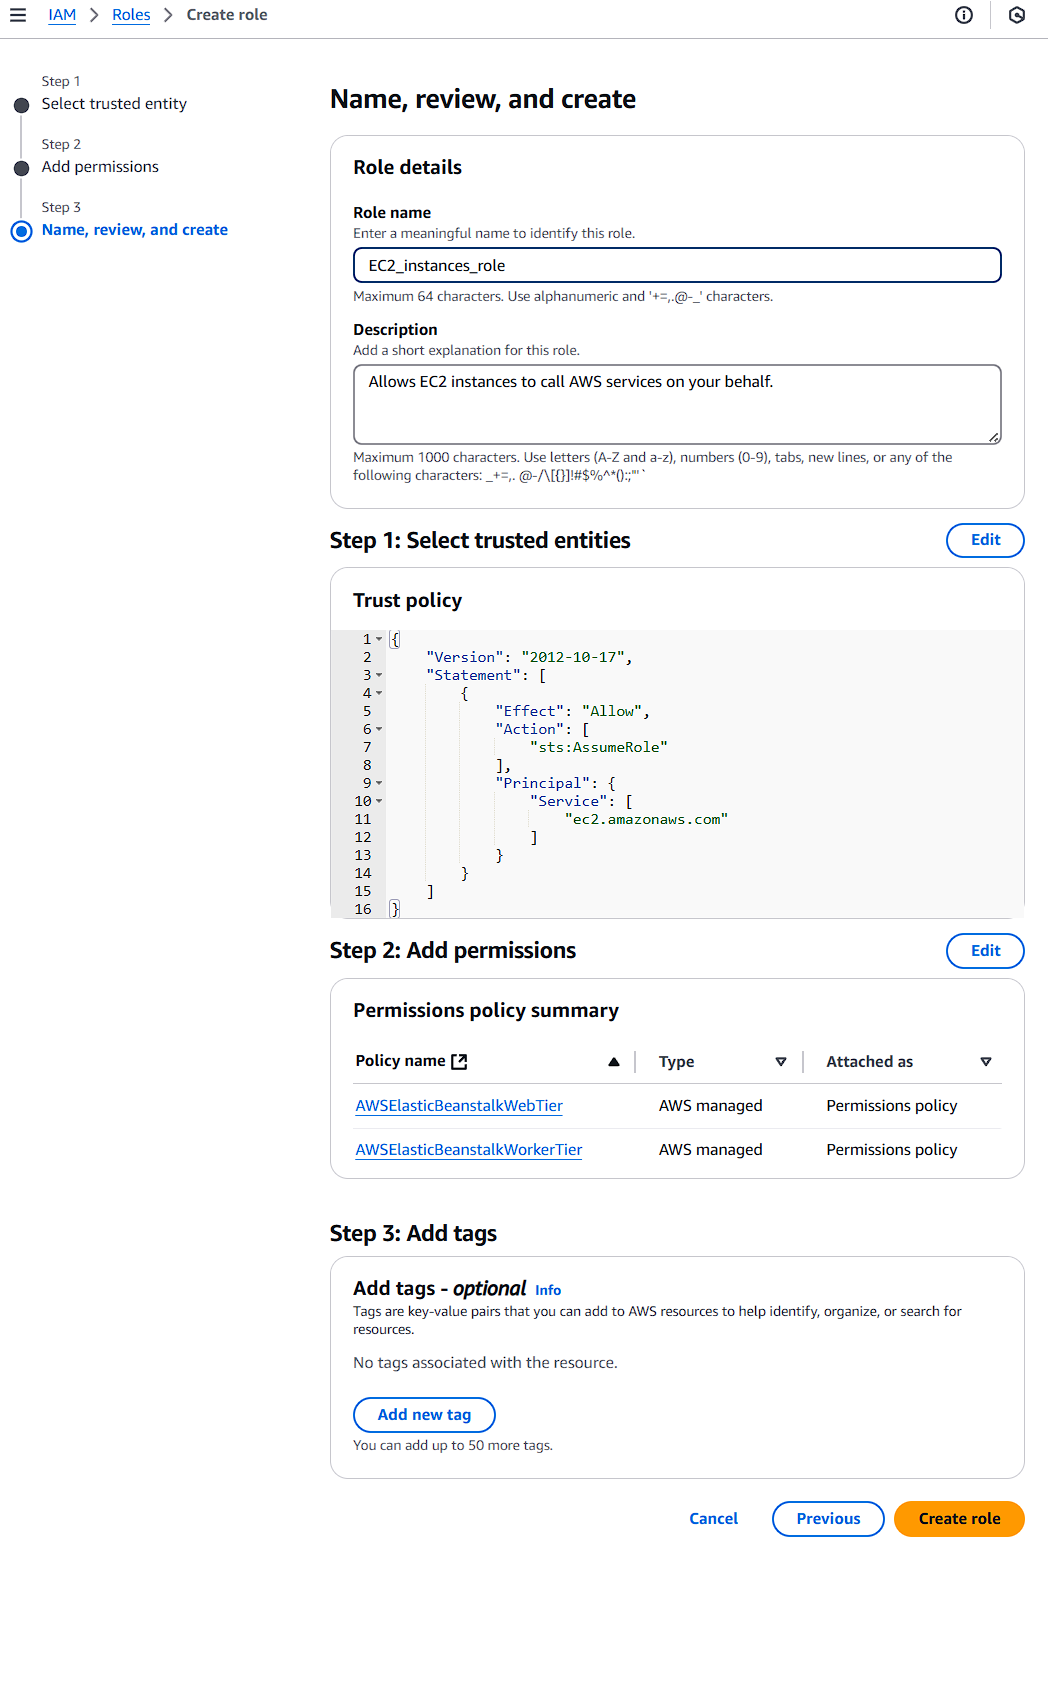 IAM > Roles > Create role
Step 1
Select trusted entity
Step 2
Add permissions
Step 3
Name, review, and create
Name, review, and create
Role details
Role name
Enter a meaningful name to identify this role.
EC2_instances_role
Maximum 64 characters. Use alphanumeric and '+=,.@-_' characters.
Description
Add a short explanation for this role.
Allows EC2 instances to call AWS services on your behalf.
Maximum 1000 characters. Use letters (A-Z and a-z), numbers (0-9), tabs, new lines, or any of the
following characters: _+=,. @-/\[{}]!#$%^*();:"'`
Step 1: Select trusted entities
Edit
Trust policy
1 {
2 "Version": "2012-10-17",
3 "Statement": [
4 {
5 "Effect": "Allow",
6 "Action": [
7 "sts:AssumeRole"
8 ],
9 "Principal": {
10 "Service": [
11 "ec2.amazonaws.com"
12 ]
13 }
14 }
15 ]
16 }
Step 2: Add permissions
Edit
Permissions policy summary
Policy name Type Attached as
AWSElasticBeanstalkWebTier AWS managed Permissions policy
AWSElasticBeanstalkWorkerTier AWS managed Permissions policy
Step 3: Add tags
Add tags - optional Info
Tags are key-value pairs that you can add to AWS resources to help identify, organize, or search for
resources.
No tags associated with the resource.
Add new tag
You can add up to 50 more tags.
Cancel Previous Create role